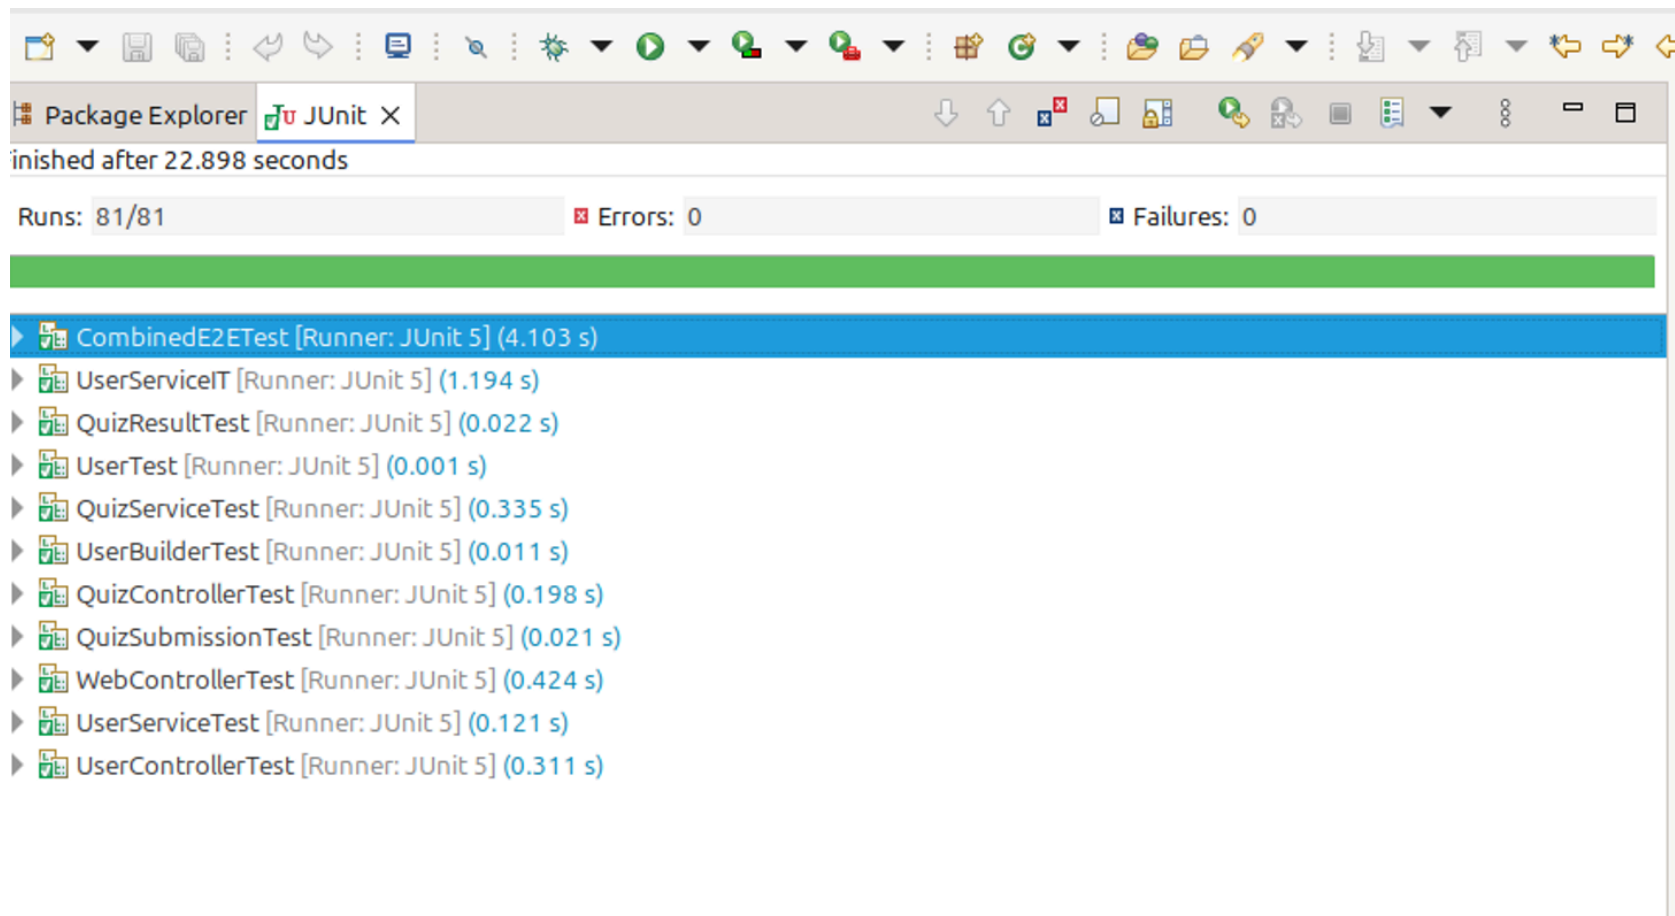 Package Explorer JUnit
inished after 22.898 seconds
Runs: 81/81 Errors: 0 Failures: 0
CombinedE2ETest [Runner: JUnit 5] (4.103 s)
UserServiceIT [Runner: JUnit 5] (1.194 s)
QuizResultTest [Runner: JUnit 5] (0.022 s)
UserTest [Runner: JUnit 5] (0.001 s)
QuizServiceTest [Runner: JUnit 5] (0.335 s)
UserBuilderTest [Runner: JUnit 5] (0.011 s)
QuizControllerTest [Runner: JUnit 5] (0.198 s)
QuizSubmissionTest [Runner: JUnit 5] (0.021 s)
WebControllerTest [Runner: JUnit 5] (0.424 s)
UserServiceTest [Runner: JUnit 5] (0.121 s)
UserControllerTest [Runner: JUnit 5] (0.311 s)